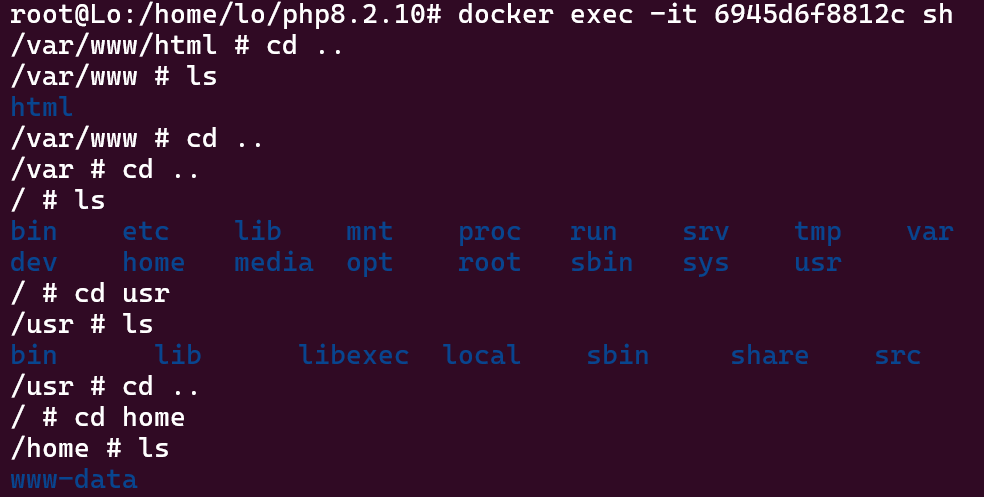 root@Lo:/home/lo/php8.2.10# docker exec -it 6945d6f8812c sh
/var/www/html # cd ..
/var/www # ls
html
/var/www # cd ..
/var # cd ..
/ # ls
bin    etc    lib    mnt    proc   run    srv    tmp    var
dev    home   media  opt    root   sbin   sys    usr
/ # cd usr
/usr # ls
bin      lib      libexec  local    sbin     share    src
/usr # cd ..
/ # cd home
/home # ls
www-data